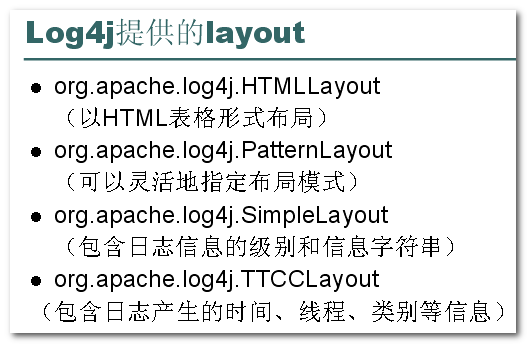 Log4j提供的layout
● org.apache.log4j.HTMLLayout
（以HTML表格形式布局）
● org.apache.log4j.PatternLayout
（可以灵活地指定布局模式）
● org.apache.log4j.SimpleLayout
（包含日志信息的级别和信息字符串）
● org.apache.log4j.TTCCLayout
（包含日志产生的时间、线程、类别等信息）